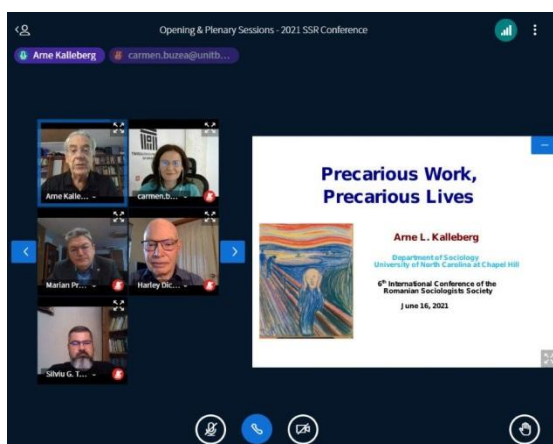 Opening & Plenary Sessions - 2021 SSR Conference
Arne Kalleberg
carmen.buzea@unitb...
Arne Kalle...
carmen.b...
Marian Pr...
Harley Dic...
Silviu G. T...
Precarious Work,
Precarious Lives
Arne L. Kalleberg
Department of Sociology
University of North Carolina at Chapel Hill
6th International Conference of the
Romanian Sociologists Society
June 16, 2021